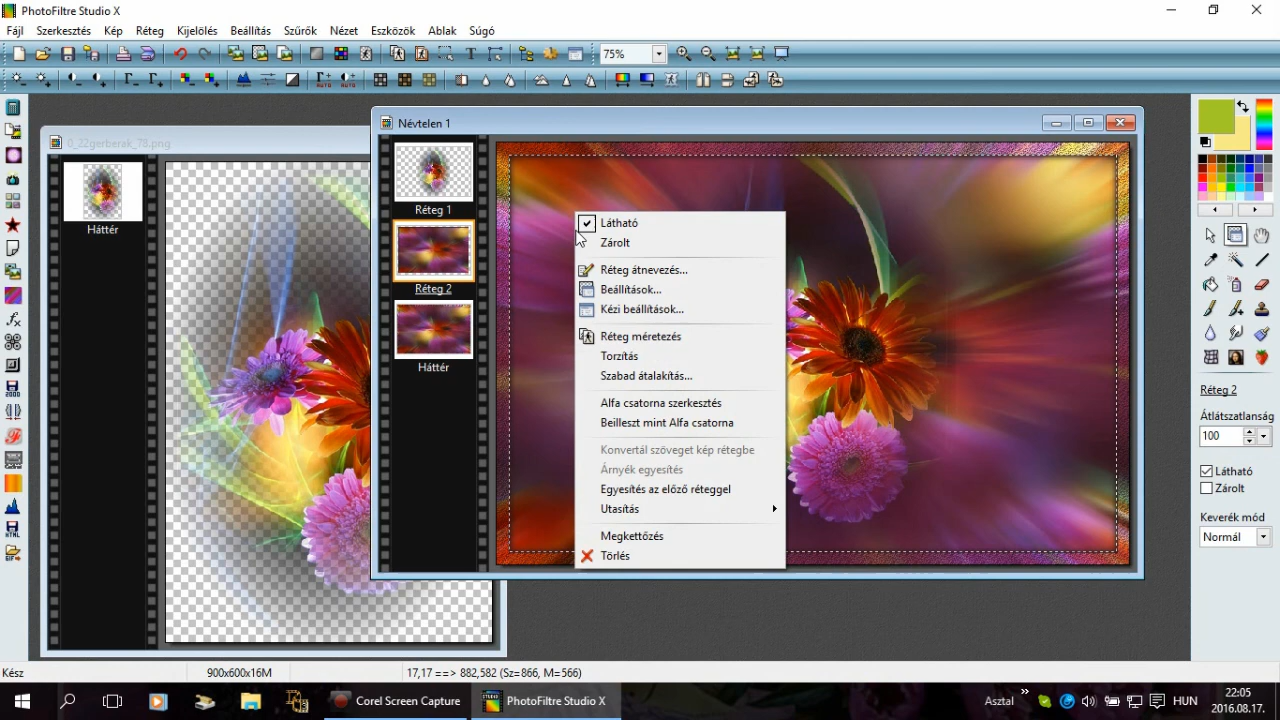 PhotoFiltre Studio X
Fájl Szerkesztés Kép Réteg Kijelölés Beállítás Szűrők Nézet Eszközök Ablak Súgó
75%
0_22gerberak_78.png
Háttér
Névtelen 1
Réteg 1
Réteg 2
Háttér
Látható
Zárolt
Réteg átnevezés...
Beállítások...
Kézi beállítások...
Réteg méretezés
Torzítás
Szabad átalakítás...
Alfa csatorna szerkesztés
Beilleszt mint Alfa csatorna
Konvertál szöveget kép rétegbe
Árnyék egyesítés
Egyesítés az előző réteggel
Utasítás
Megkettőzés
Törlés
Réteg 2
Átlátszatlanság
100
Látható
Zárolt
Keverék mód
Normál
Kész 900x600x16M 17,17 ==> 882,582 (Sz=866, M=566)
Corel Screen Capture PhotoFiltre Studio X Asztal HUN 22:05
2016.08.17.